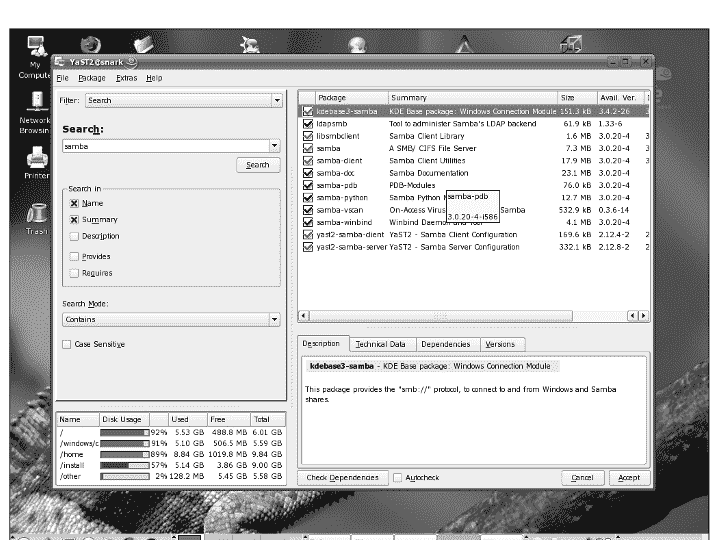 My
Compute
Network
Browsin
Printer
Trash
YaST2@snark
File Package Extras Help
Filter: Search
Search:
samba
Search
Search in
Name
Summary
Description
Provides
Requires
Search Mode:
Contains
Case Sensitive
Name Disk Usage Used Free Total
/ 92% 5.53 GB 488.8 MB 6.01 GB
/windows/c 91% 5.10 GB 506.5 MB 5.59 GB
/home 89% 8.84 GB 1019.8 MB 9.84 GB
/install 57% 5.14 GB 3.86 GB 9.00 GB
/other 2% 128.2 MB 5.45 GB 5.58 GB
Package Summary Size Avail. Ver.
kdebase3-samba KDE Base package: Windows Connection Module 151.3 kB 3.4.2-26 3
ldapsmb Tool to administer Samba's LDAP backend 61.9 kB 1.33-6
libsmbclient Samba Client Library 1.6 MB 3.0.20-4 3
samba A SMB/ CIFS File Server 7.3 MB 3.0.20-4
samba-client Samba Client Utilities 17.9 MB 3.0.20-4 3
samba-doc Samba Documentation 23.1 MB 3.0.20-4
samba-pdb PDB-Modules 76.0 kB 3.0.20-4
samba-python Samba Python 12.7 MB 3.0.20-4
samba-vscan On-Access Virus Samba 532.9 kB 0.3.6-14
samba-winbind Winbind Daemon 4.1 MB 3.0.20-4
yast2-samba-client YaST2 - Samba Client Configuration 169.6 kB 2.12.4-2 2
yast2-samba-server YaST2 - Samba Server Configuration 332.1 kB 2.12.8-2 2
samba-pdb
3.0.20-4-i586
Description Technical Data Dependencies Versions
kdebase3-samba - KDE Base package: Windows Connection Module
This package provides the "smb://" protocol, to connect to and from Windows and Samba
shares.
Check Dependencies Autocheck Cancel Accept